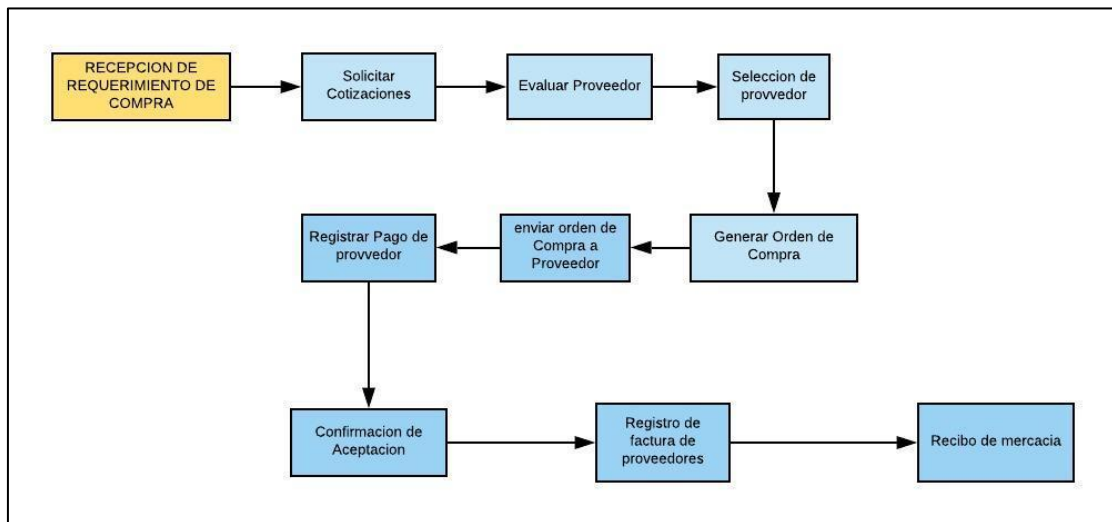 RECEPCION DE
REQUERIMIENTO DE
COMPRA
Solicitar
Cotizaciones
Evaluar Proveedor
Seleccion de
provvedor
Generar Orden de
Compra
enviar orden de
Compra a
Proveedor
Registrar Pago de
provvedor
Confirmacion de
Aceptacion
Registro de
factura de
proveedores
Recibo de mercacia